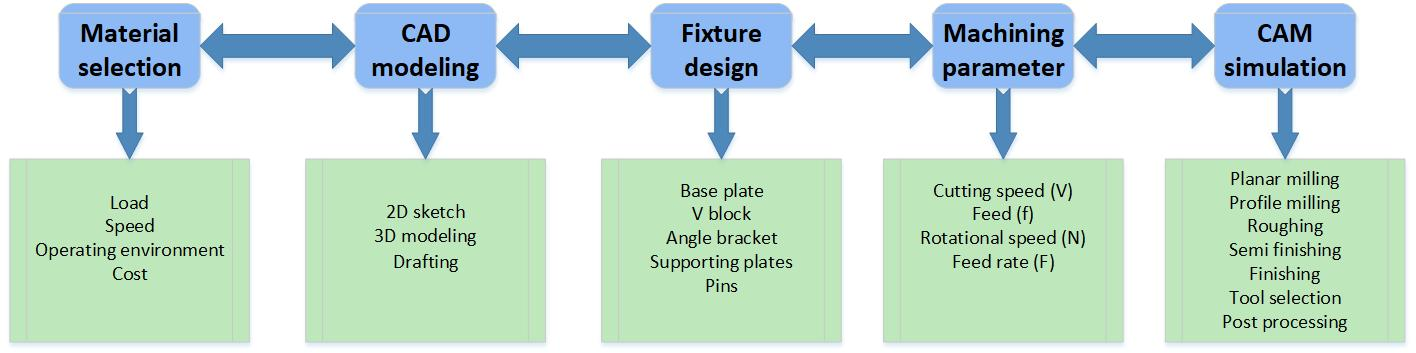 Material
selection
CAD
modeling
Fixture
design
Machining
parameter
CAM
simulation
Load
Speed
Operating environment
Cost
2D sketch
3D modeling
Drafting
Base plate
V block
Angle bracket
Supporting plates
Pins
Cutting speed (V)
Feed (f)
Rotational speed (N)
Feed rate (F)
Planar milling
Profile milling
Roughing
Semi finishing
Finishing
Tool selection
Post processing